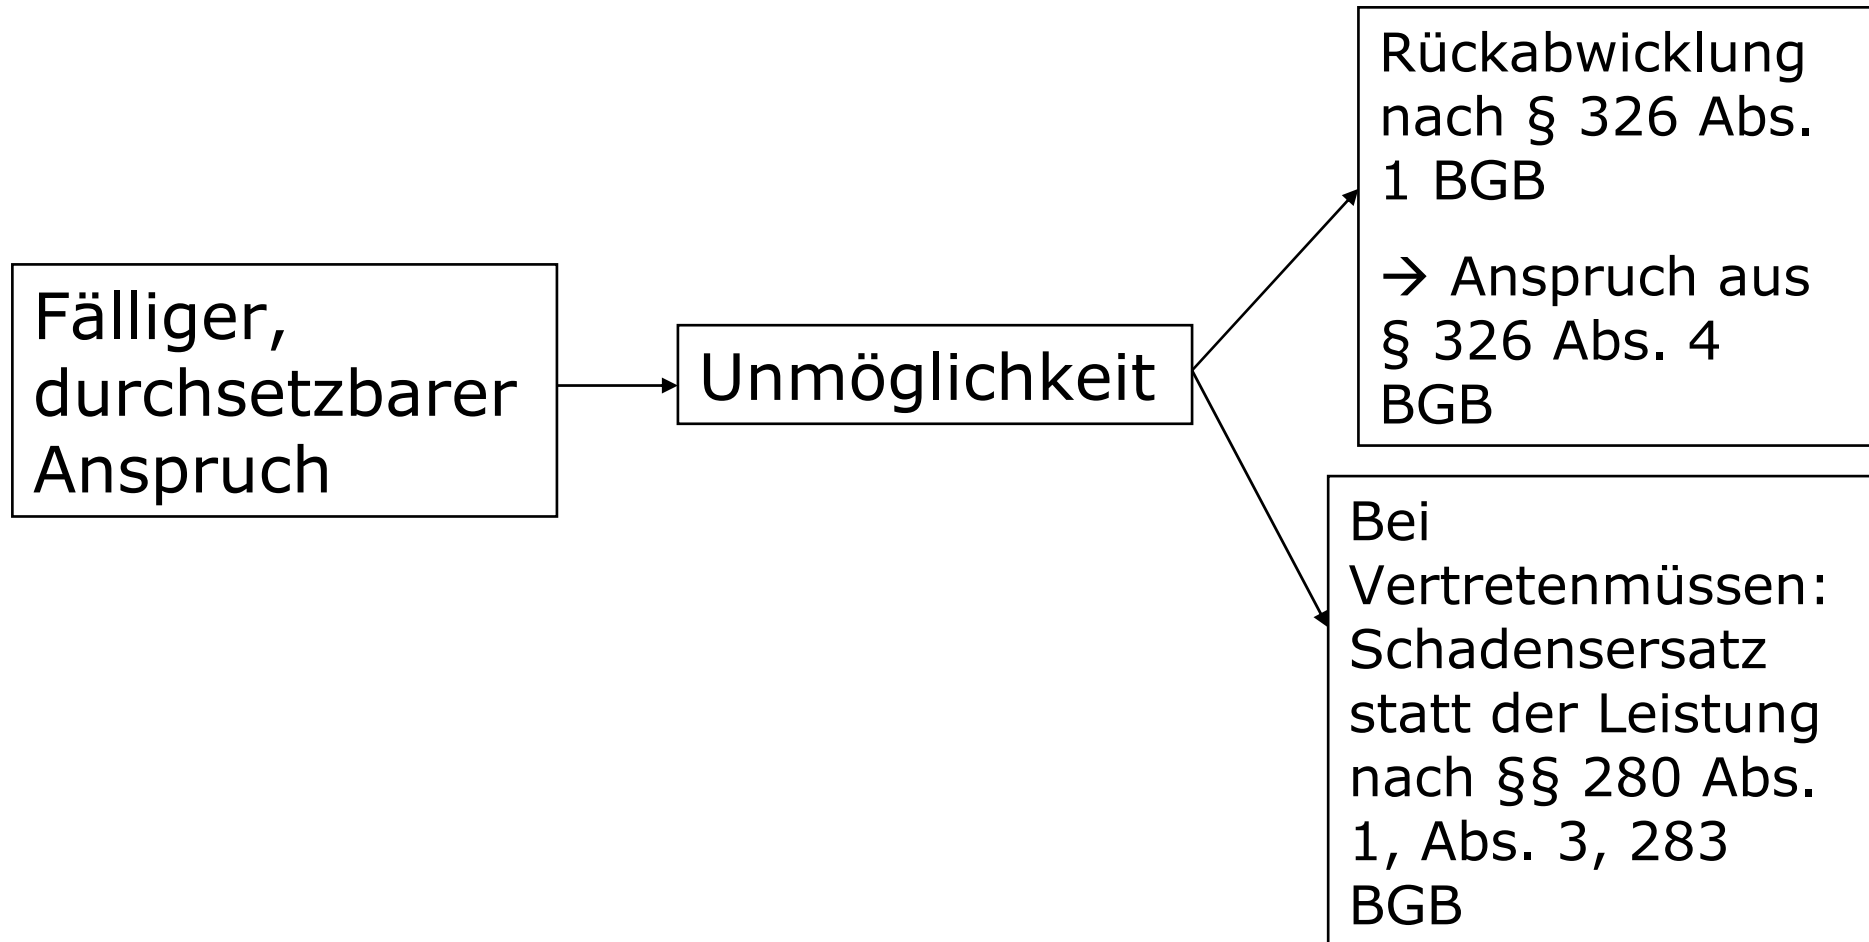 Fälliger,
durchsetzbarer
Anspruch
Unmöglichkeit
Rückabwicklung
nach § 326 Abs.
1 BGB
→ Anspruch aus
§ 326 Abs. 4
BGB
Bei
Vertretenmüssen:
Schadensersatz
statt der Leistung
nach §§ 280 Abs.
1, Abs. 3, 283
BGB